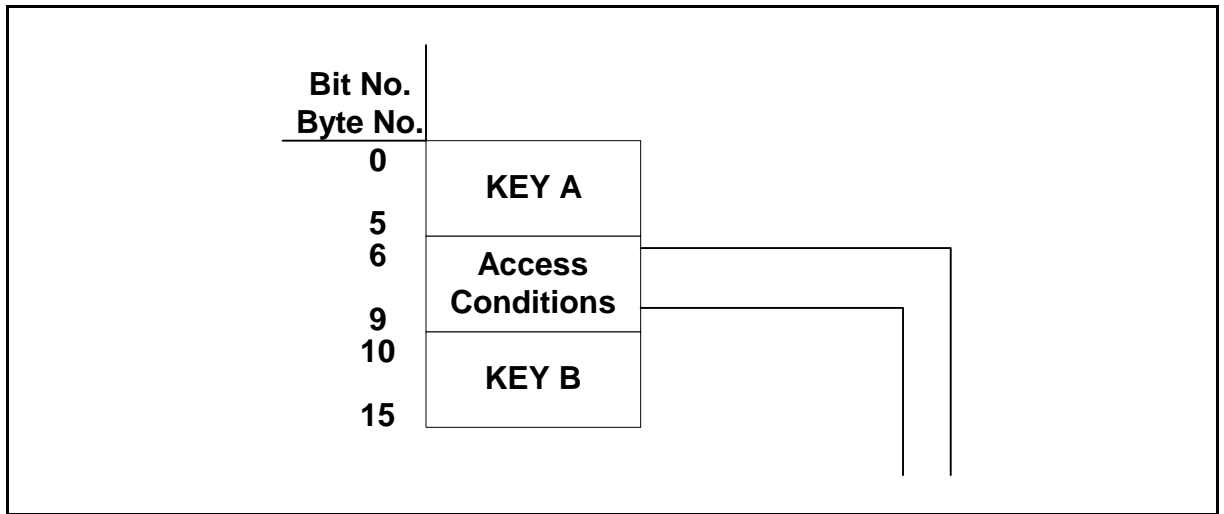 Bit No.
Byte No.
0
KEY A
5
6
Access
Conditions
9
10
KEY B
15